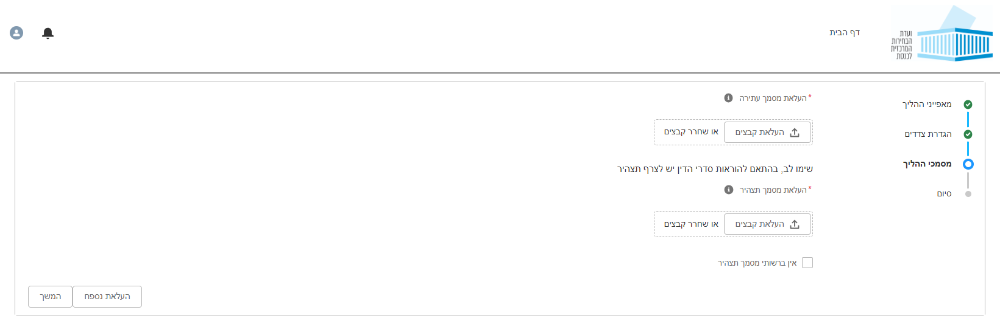 ועדת
הבחירות
המרכזית
לכנסת
דף הבית
מאפייני ההליך
הגדרת צדדים
מסמכי ההליך
סיום
*העלאת מסמך עתירה
העלאת קבצים או שחרר קבצים
שימו לב, בהתאם להוראות סדרי הדין יש לצרף תצהיר
*העלאת מסמך תצהיר
העלאת קבצים או שחרר קבצים
אין ברשותי מסמך תצהיר
העלאת נספח המשך